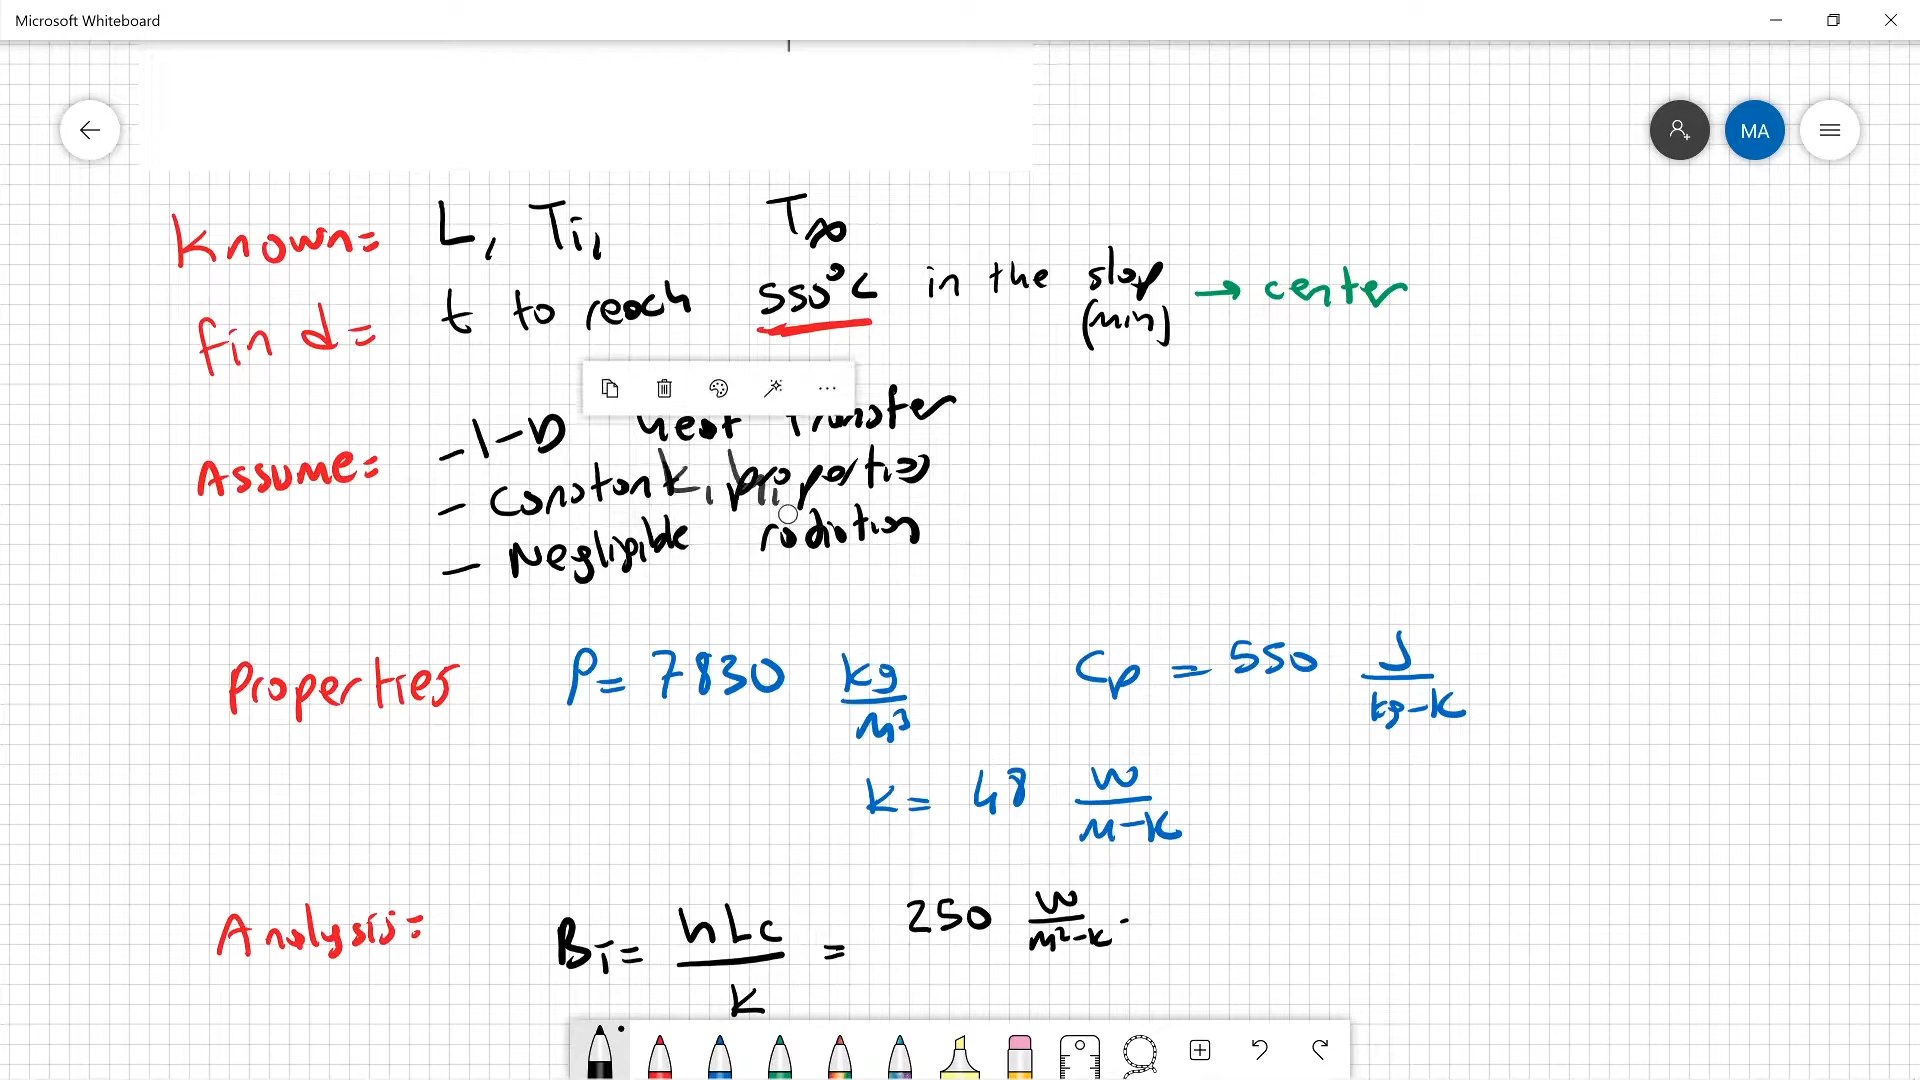 Microsoft Whiteboard
MA
Known= L, Ti, T∞
find= t to reach 550°C in the slap → center
(min)
Assume= - 1-D heat transfer
- Constant properties
- Negligible radiation
Properties ρ= 7830 kg/m³ Cp = 550 J/kg-K
k= 48 W/m-K
Analysis= Bi= hLc/k = 250 W/m²-K .